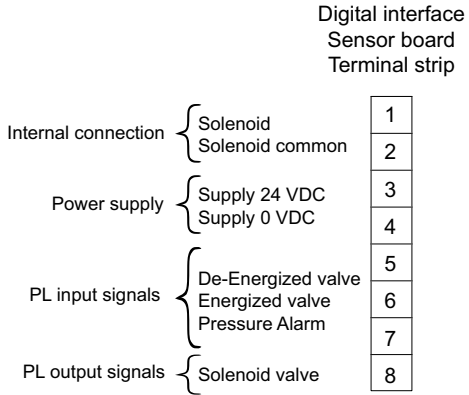 Digital interface
Sensor board
Terminal strip
Internal connection
Solenoid
Solenoid common
1
2
Power supply
Supply 24 VDC
Supply 0 VDC
3
4
PL input signals
De-Energized valve
Energized valve
Pressure Alarm
5
6
7
PL output signals
Solenoid valve
8